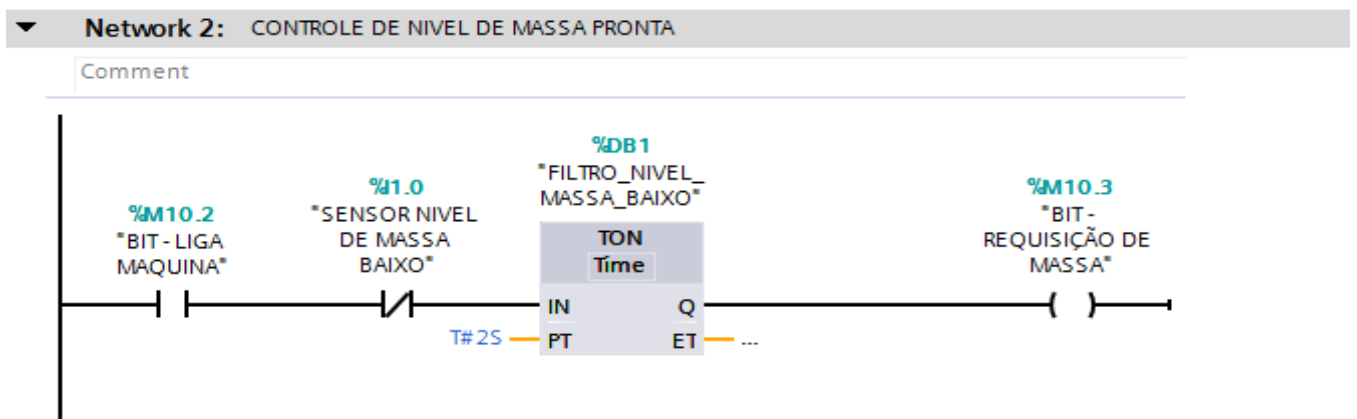 Network 2: CONTROLE DE NIVEL DE MASSA PRONTA
Comment
%DB1
"FILTRO_NIVEL_
MASSA_BAIXO"
%M10.2
"BIT - LIGA
MAQUINA"
%I1.0
"SENSOR NIVEL
DE MASSA
BAIXO"
TON
Time
IN
Q
T#2S
PT
ET
...
%M10.3
"BIT -
REQUISIÇÃO DE
MASSA"